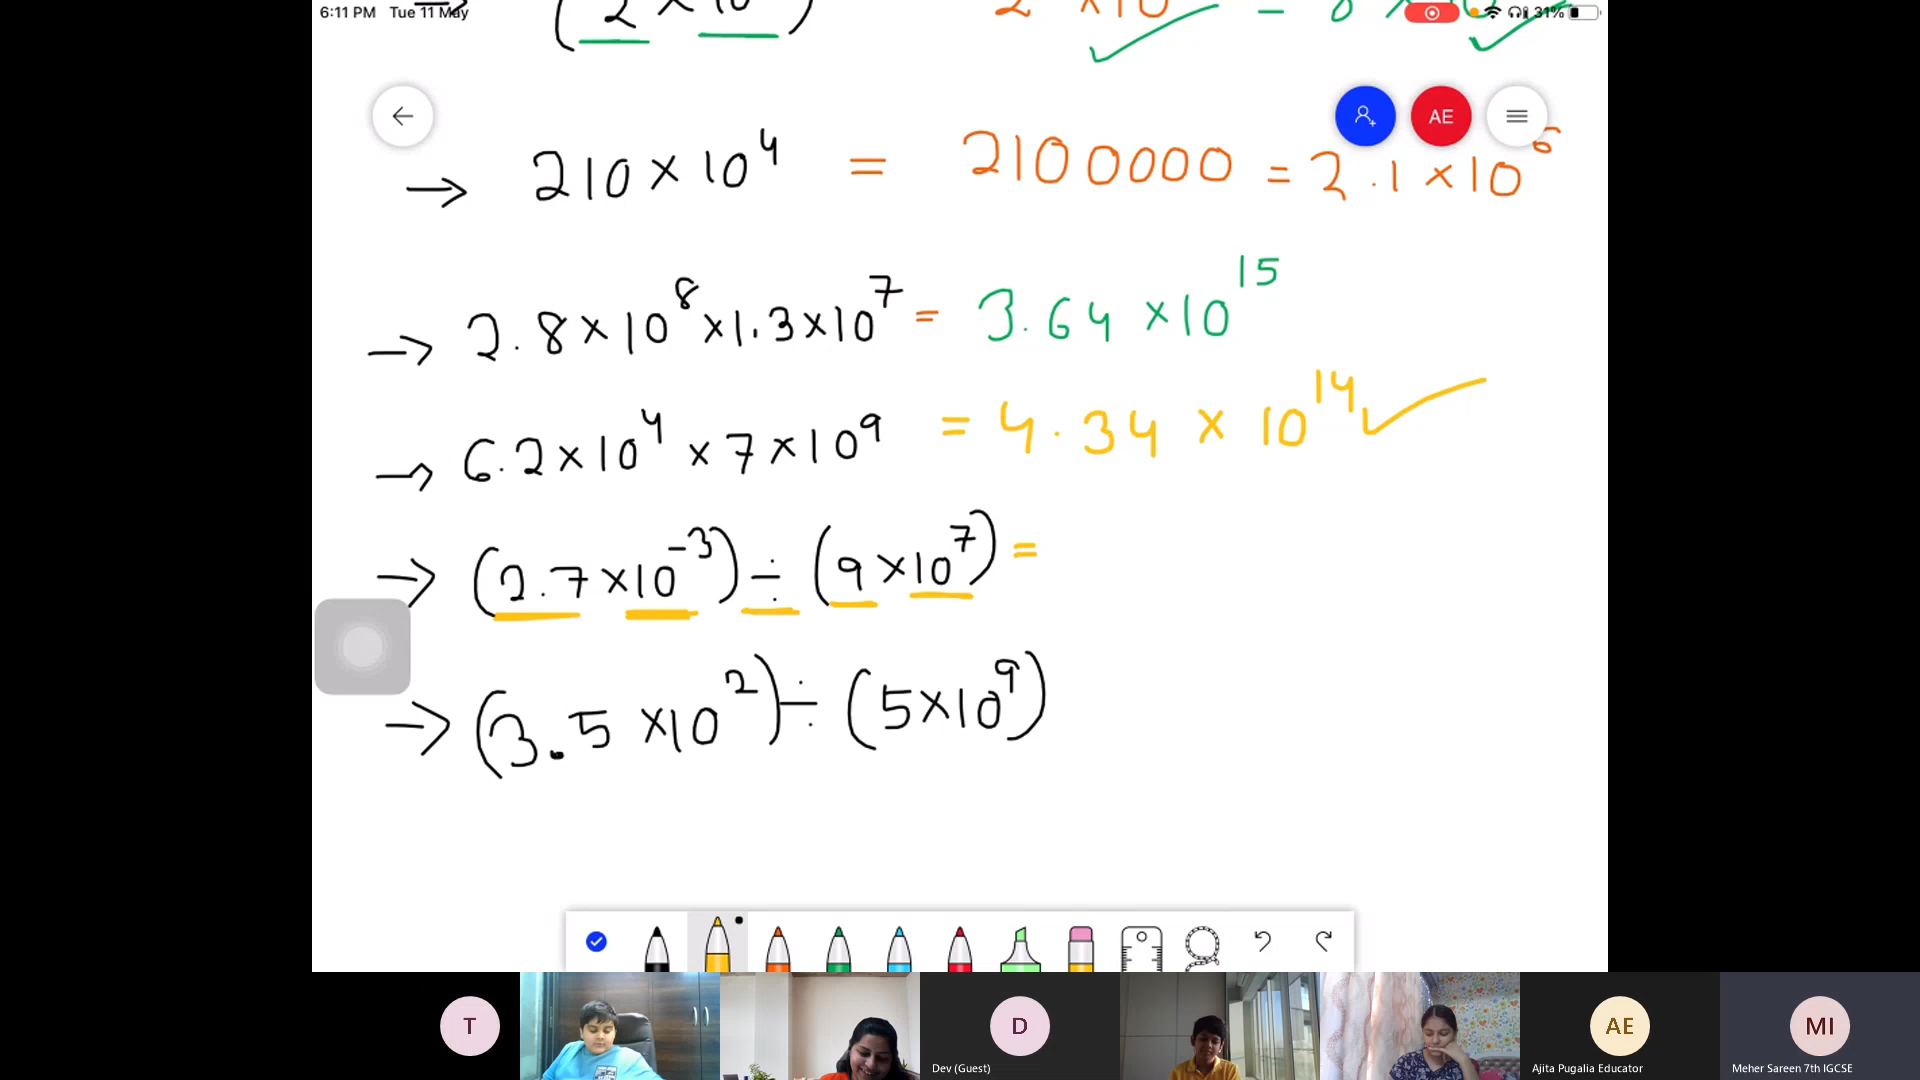 6:11 PM Tue 11 May
31%
→ 210 × 10⁴ = 2100000 = 2.1 × 10⁶
AE
→ 2.8 × 10⁸ × 1.3 × 10⁷ = 3.64 × 10¹⁵
→ 6.2 × 10⁴ × 7 × 10⁹ = 4.34 × 10¹⁴ ✓
→ (2.7 × 10⁻³) ÷ (9 × 10⁷) =
→ (3.5 × 10²) ÷ (5 × 10⁹)
T
D
AE
MI
Dev (Guest)
Ajita Pugalia Educator
Meher Sareen 7th IGCSE